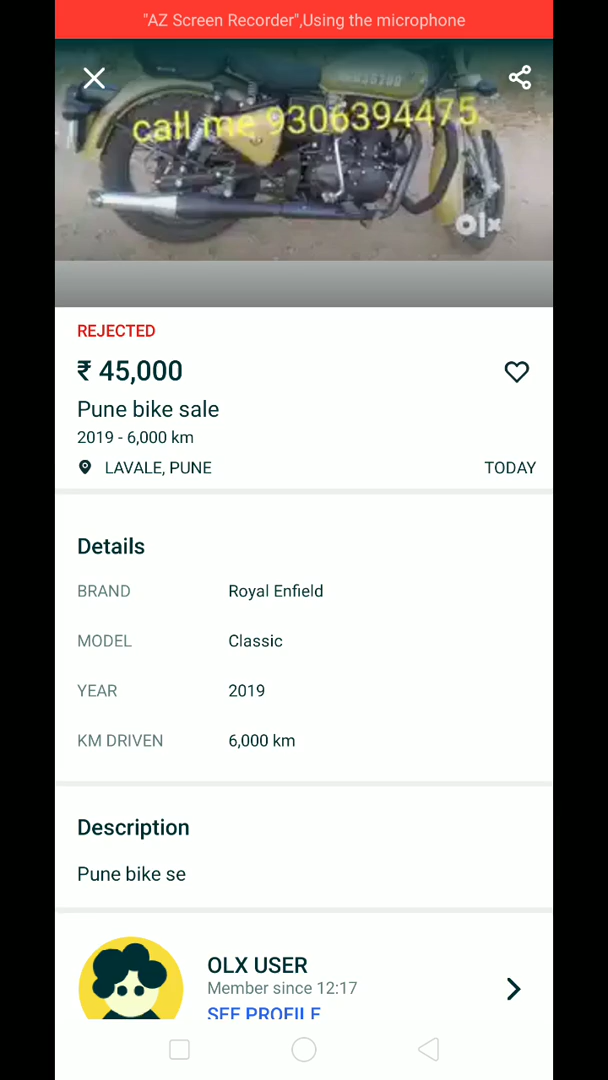 "AZ Screen Recorder",Using the microphone
call me 9306394475
olx
REJECTED
₹ 45,000
Pune bike sale
2019 - 6,000 km
LAVALE, PUNE TODAY
Details
BRAND Royal Enfield
MODEL Classic
YEAR 2019
KM DRIVEN 6,000 km
Description
Pune bike se
OLX USER
Member since 12:17
SEE PROFILE